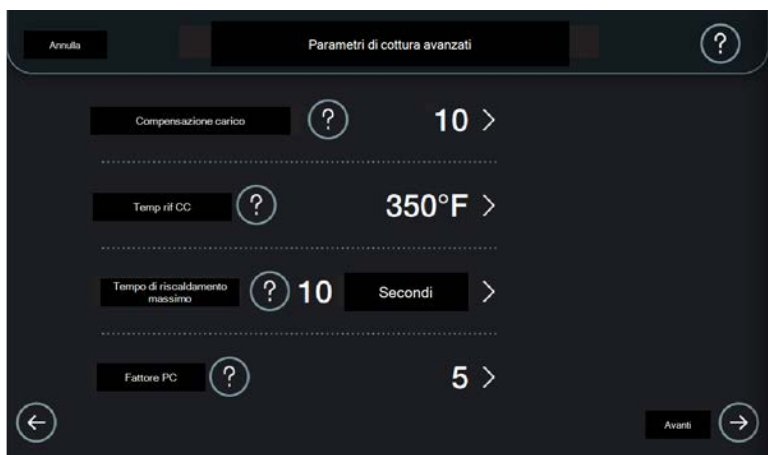 Annulla
Parametri di cottura avanzati
?
Compensazione carico ? 10 >
Temp rif CC ? 350°F >
Tempo di riscaldamento
massimo ? 10 Secondi >
Fattore PC ? 5 >
Avanti